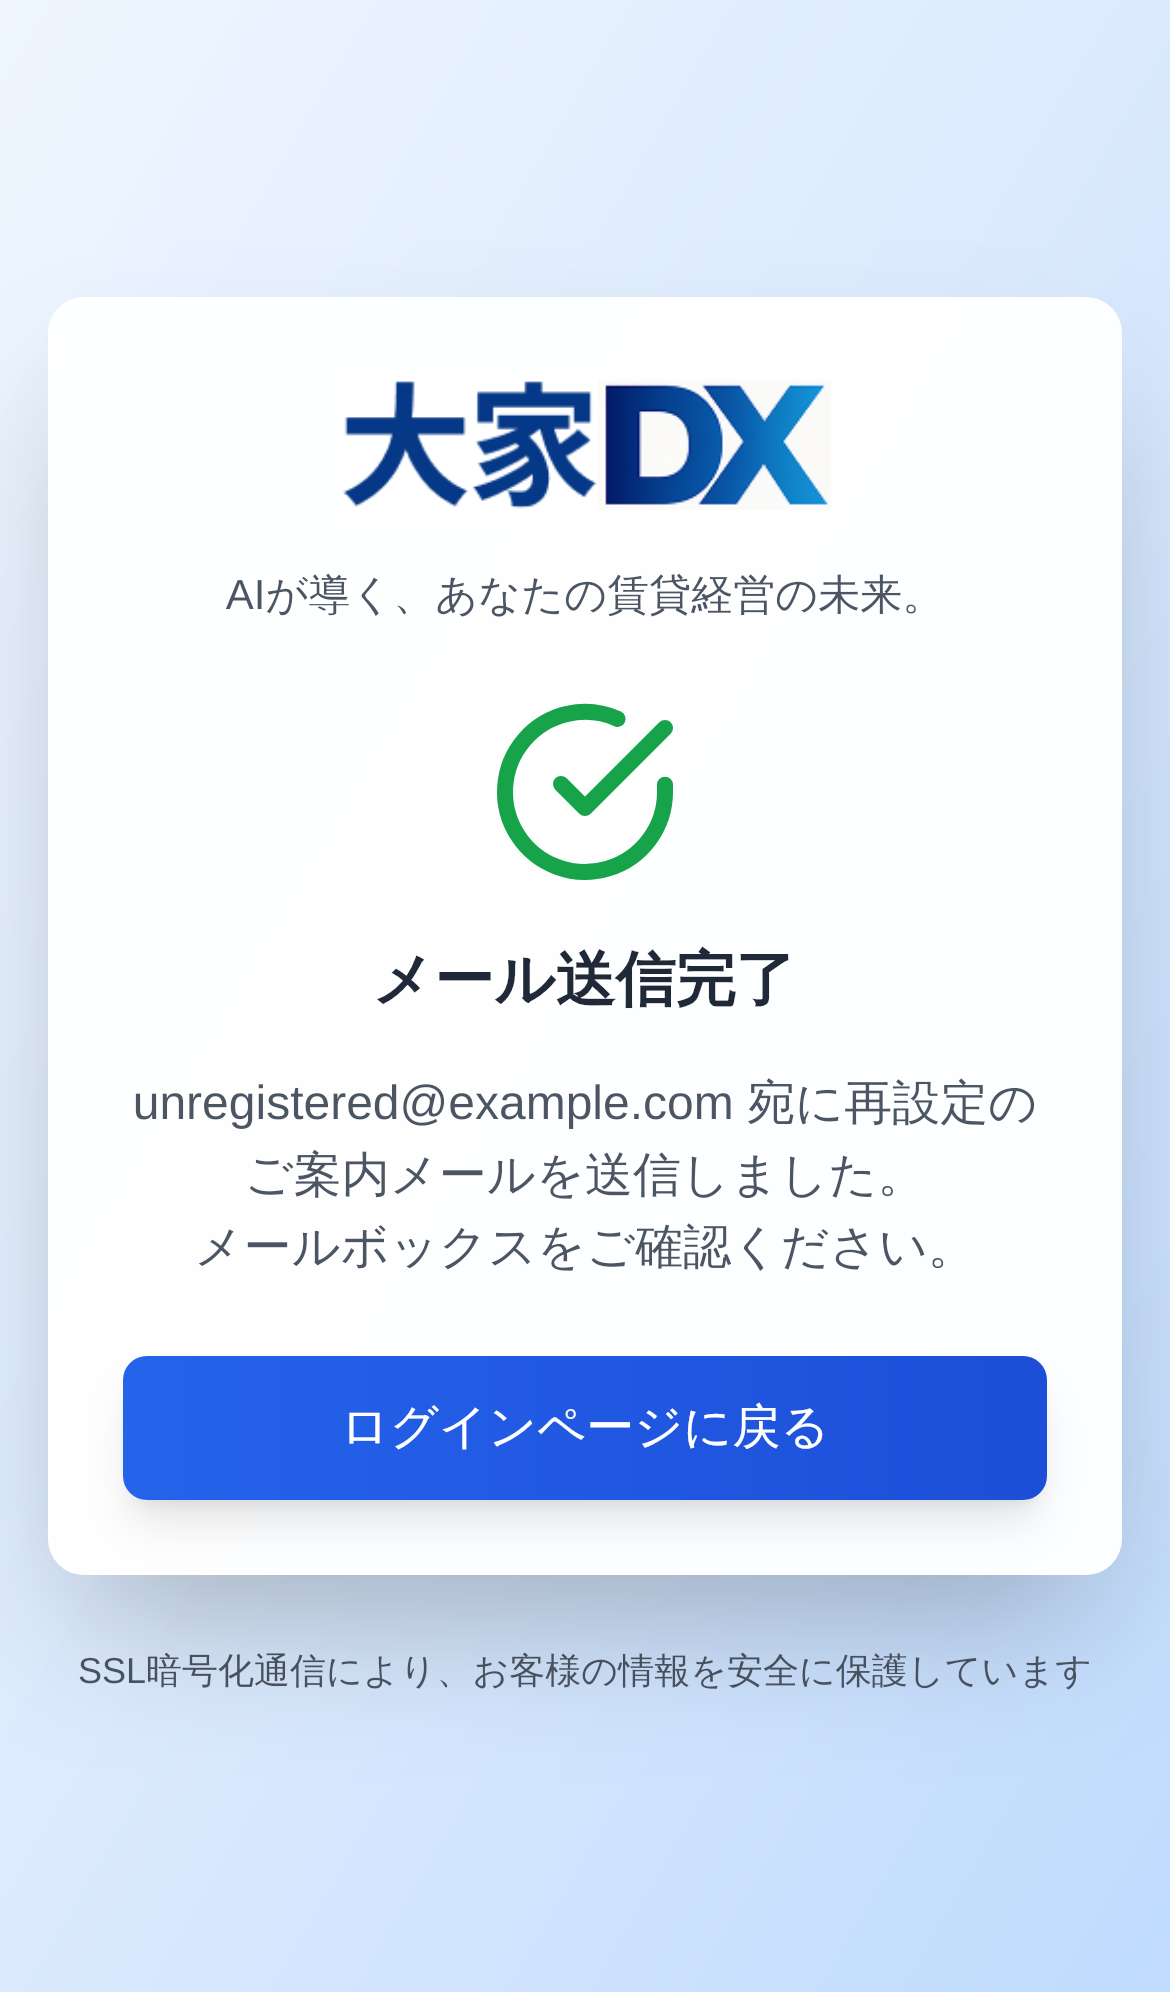 大家DX
AIが導く、あなたの賃貸経営の未来。
メール送信完了
unregistered@example.com 宛に再設定の
ご案内メールを送信しました。
メールボックスをご確認ください。
ログインページに戻る
SSL暗号化通信により、お客様の情報を安全に保護しています